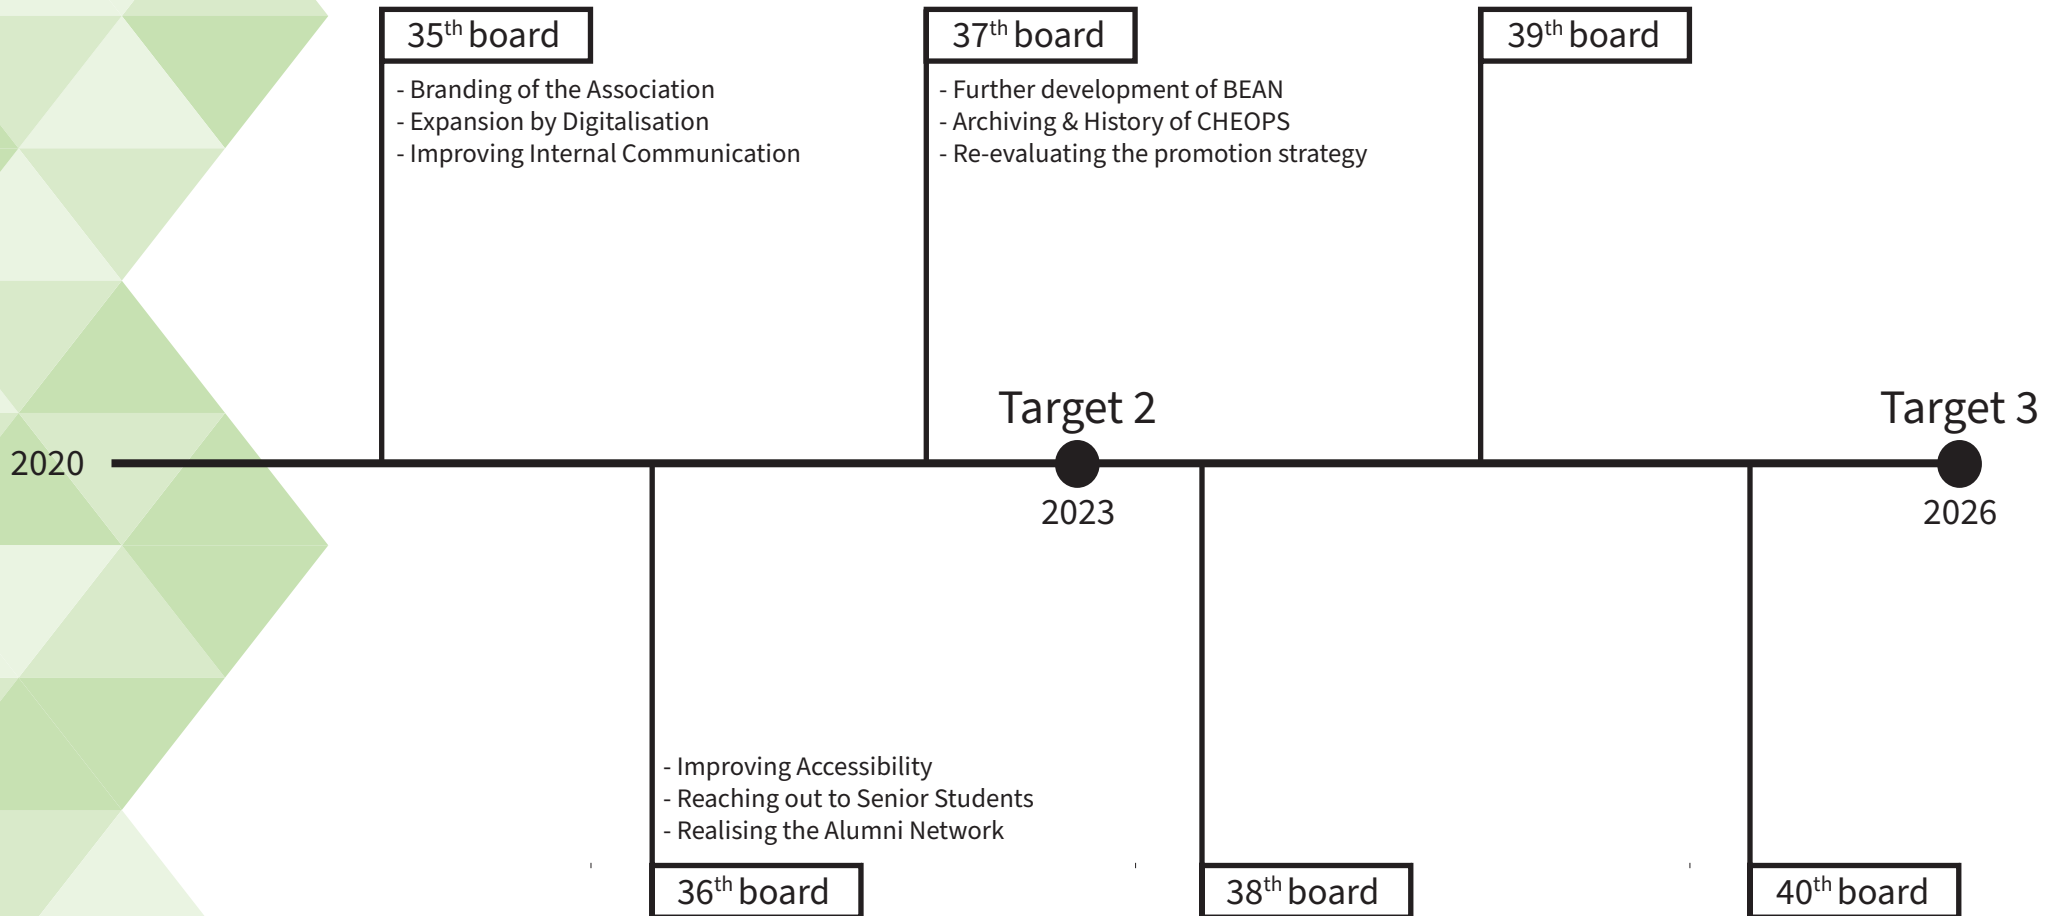 35th board
- Branding of the Association
- Expansion by Digitalisation
- Improving Internal Communication
37th board
- Further development of BEAN
- Archiving & History of CHEOPS
- Re-evaluating the promotion strategy
39th board
Target 2
Target 3
2020
2023
2026
- Improving Accessibility
- Reaching out to Senior Students
- Realising the Alumni Network
36th board
38th board
40th board